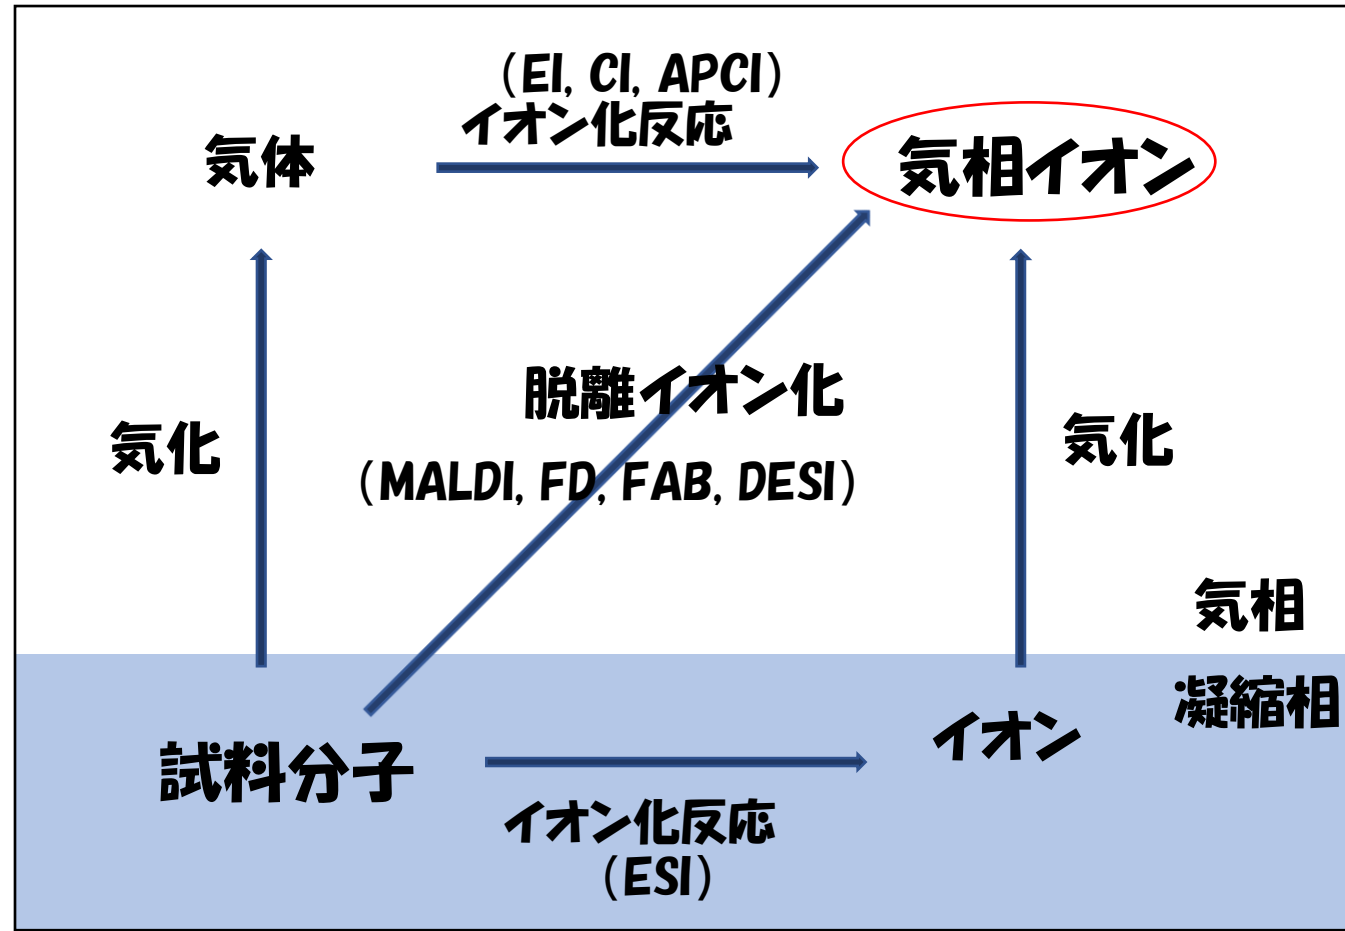 （EI, CI, APCI）
イオン化反応
気体
気相イオン
脱離イオン化
気化
（MALDI, FD, FAB, DESI）
気化
気相
凝縮相
試料分子
イオン
イオン化反応
（ESI）